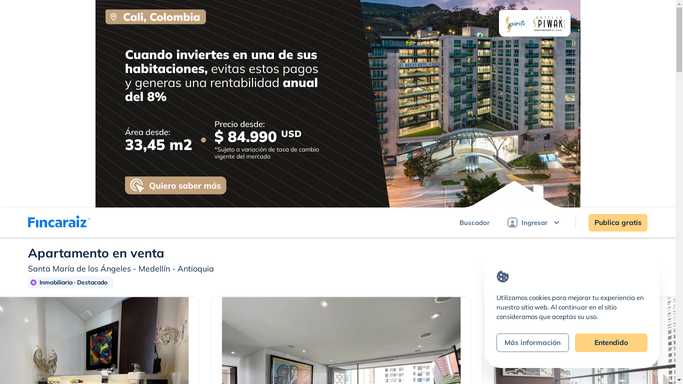 Cali, Colombia
Cuando inviertes en una de sus
habitaciones, evitas estos pagos
y generas una rentabilidad anual
del 8%
Área desde:
33,45 m2
Precio desde:
$ 84.990 USD
*Sujeto a variación de tasa de cambio
vigente del mercado
Quiero saber más
PIWAK
Fincaraiz
Buscador
Ingresar
Publica gratis
Apartamento en venta
Santa María de los Ángeles - Medellín - Antioquia
Inmobiliaria - Destacado
Utilizamos cookies para mejorar tu experiencia en
nuestro sitio web. Al continuar en el sitio
consideramos que aceptas su uso.
Más información
Entendido